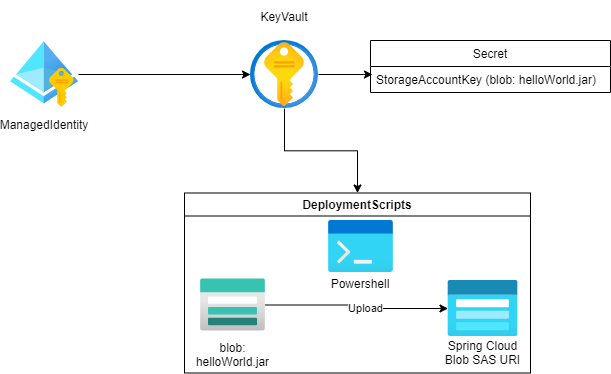 KeyVault
Secret
StorageAccountKey (blob: helloWorld.jar)
ManagedIdentity
DeploymentScripts
Powershell
Upload
blob:
helloWorld.jar
Spring Cloud
Blob SAS URI